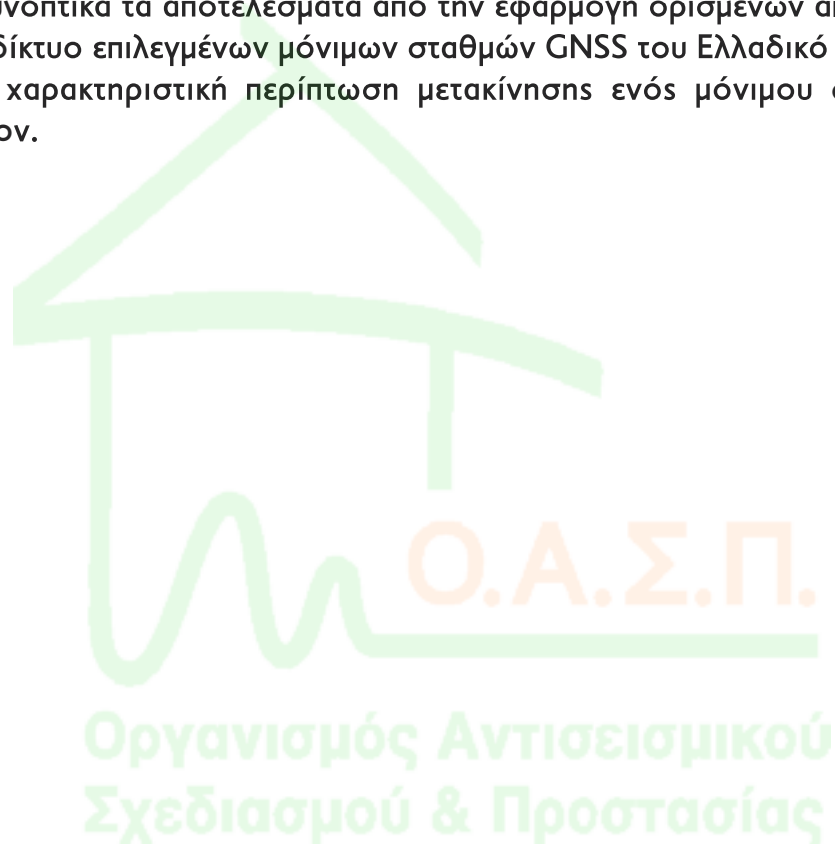 συνοπτικά τα αποτελέσματα από την εφαρμογή ορισμένων
δίκτυο επιλεγμένων μόνιμων σταθμών GNSS του Ελλαδικό
χαρακτηριστική περίπτωση μετακίνησης ενός μόνιμου
ον.
Ο.Α.Σ.Π.
Οργανισμός Αντισεισμικού
Σχεδιασμού & Προστασίας